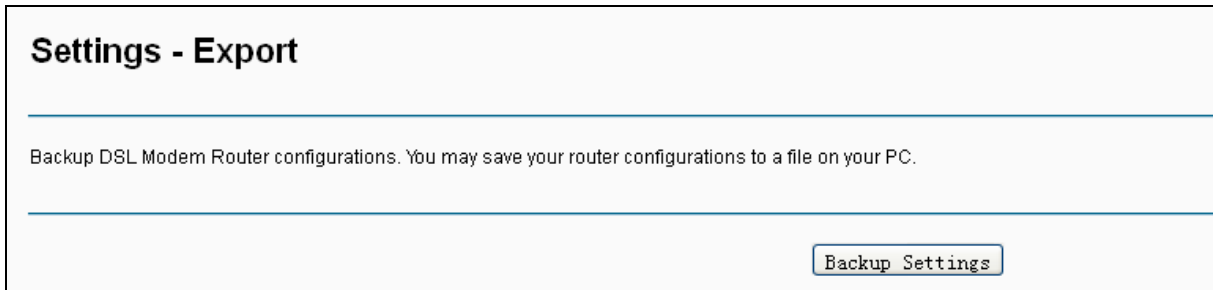 Settings - Export
Backup DSL Modem Router configurations. You may save your router configurations to a file on your PC.
Backup Settings